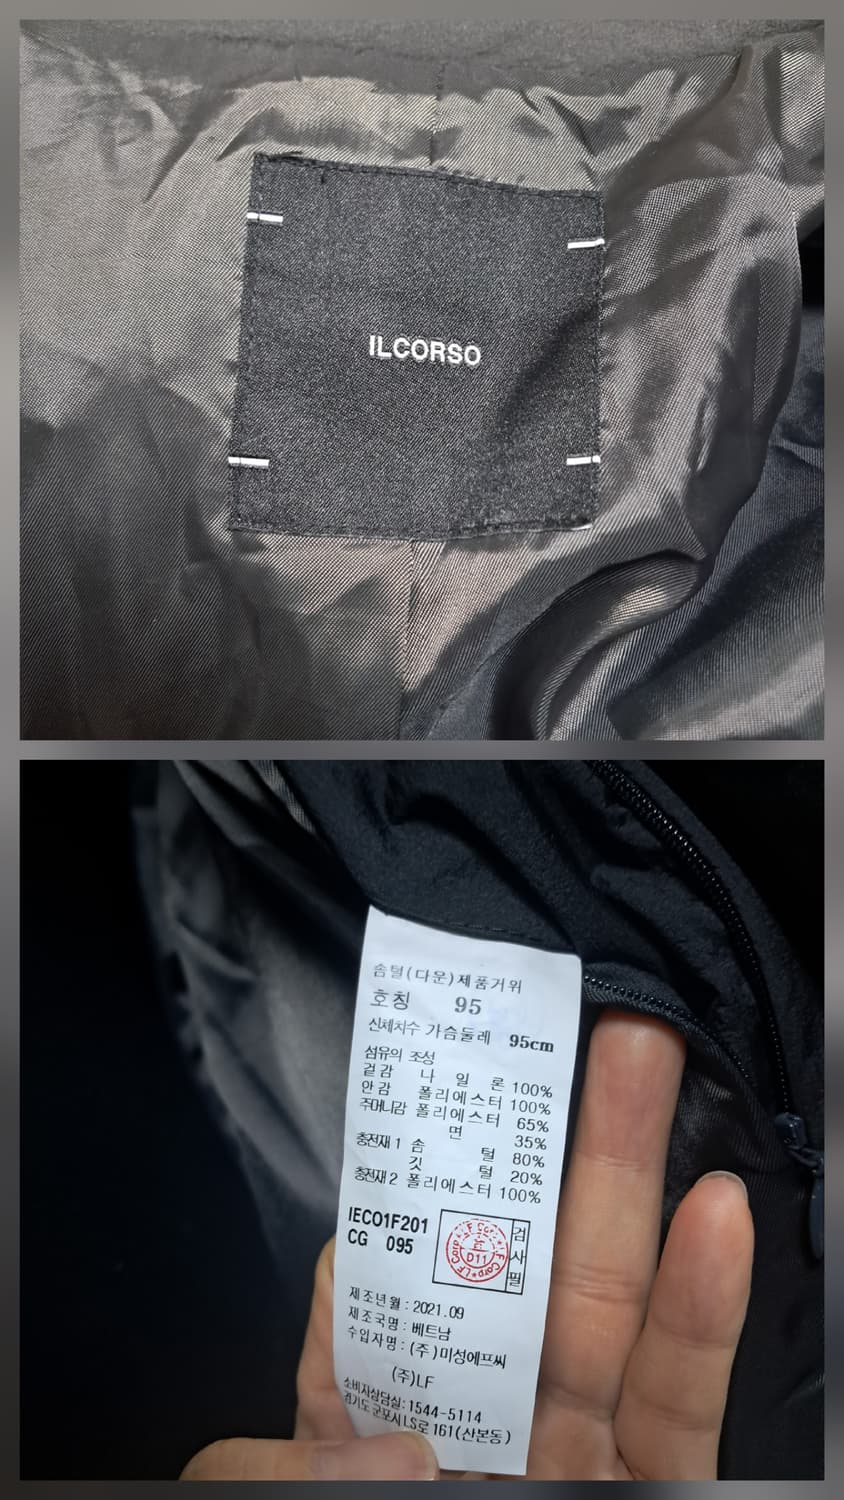 ILCORSO
솜털(다운)제품거위
호칭 95
신체치수 가슴둘레 95cm
섬유의 조성
겉감 나 일 론 100%
안감 폴리에스터 100%
주머니감 폴리에스터 65%
면 35%
충전재1 솜 털 80%
깃 털 20%
충전재2 폴리에스터 100%
IECO1F201
CG 095
검사필
D11
제조년월 : 2021.09
제조국명 : 베트남
수입자명 : (주)미성에프씨
(주)LF
소비자상담실:1544-5114
경기도 군포시 LS로 161(산본동)